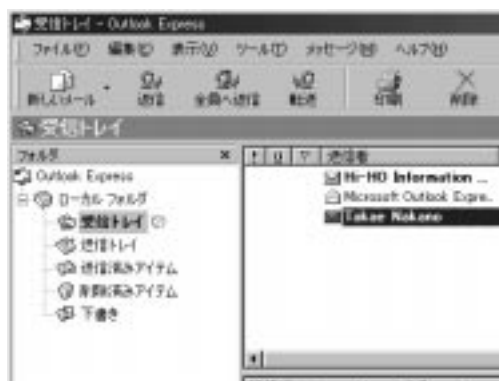 受信トレイ - Outlook Express
ファイル(F) 編集(E) 表示(V) ツール(T) メッセージ(M) ヘルプ(H)
新しいメール 返信 全員へ返信 転送 印刷 削除
受信トレイ
フォルダ × ! 送信者
Outlook Express
ローカル フォルダ
受信トレイ
送信トレイ
送信済みアイテム
削除済みアイテム
下書き
Hi-HO Information ...
Microsoft Outlook Expre..
Takae Nakano